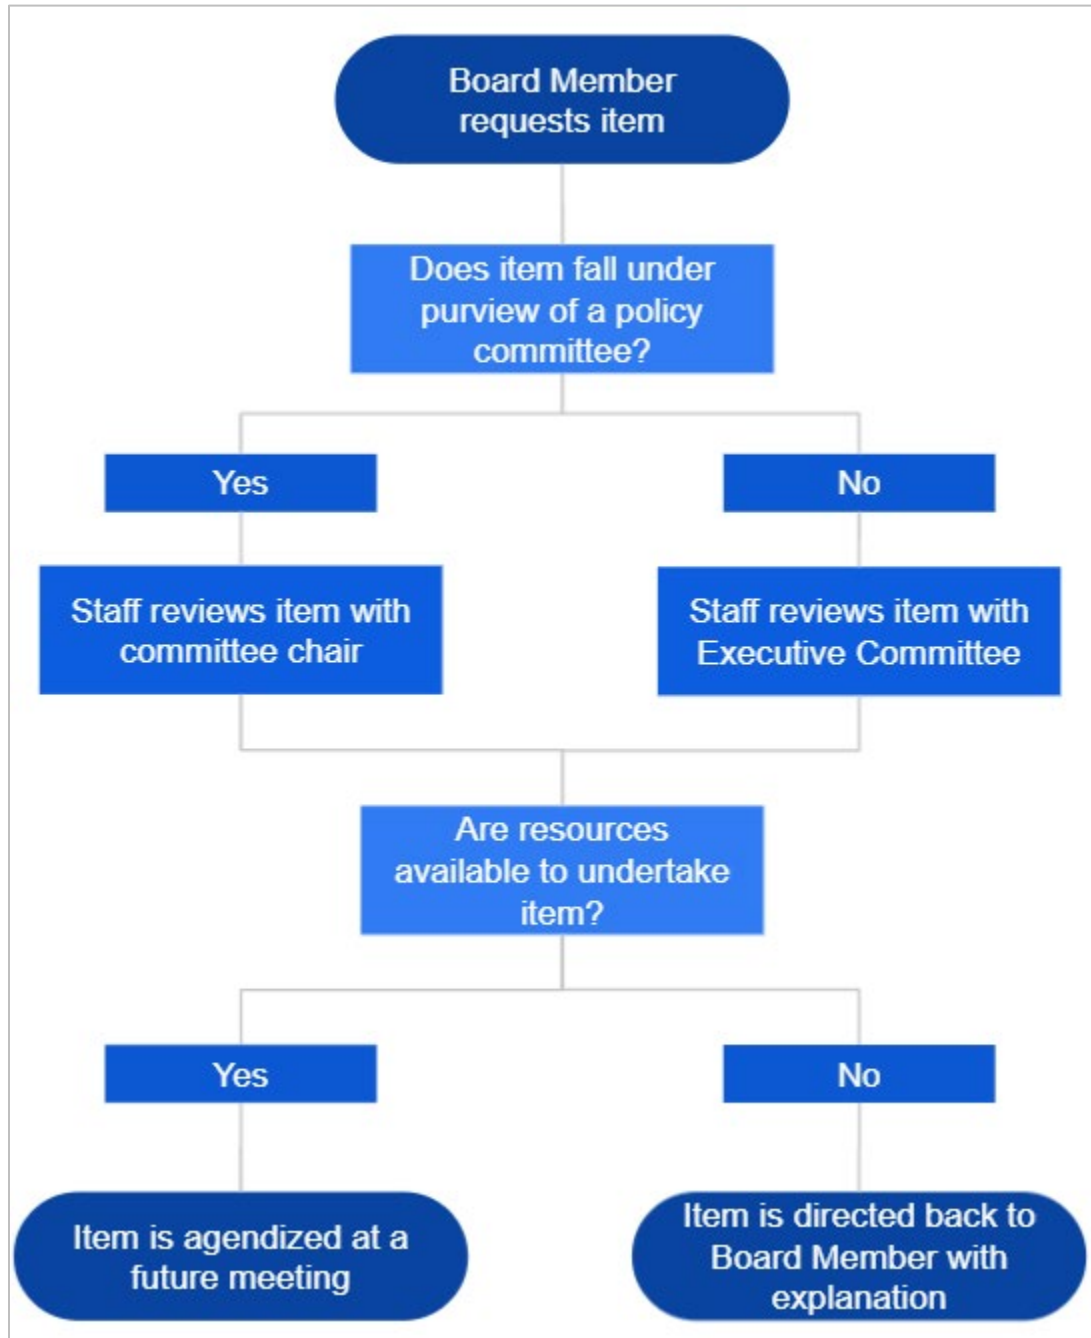 Board Member
requests item
Does item fall under
purview of a policy
committee?
Yes
No
Staff reviews item with
committee chair
Staff reviews item with
Executive Committee
Are resources
available to undertake
item?
Yes
No
Item is agendized at a
future meeting
Item is directed back to
Board Member with
explanation